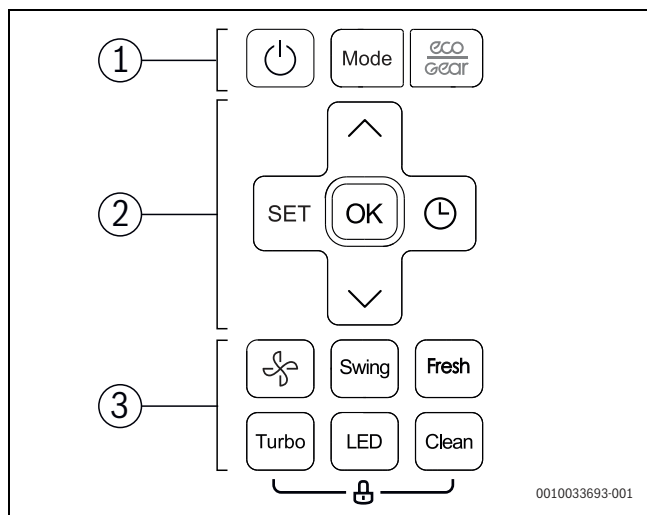 1
Mode
eco
Gear
2
SET
OK
3
Swing
Fresh
Turbo
LED
Clean
0010033693-001